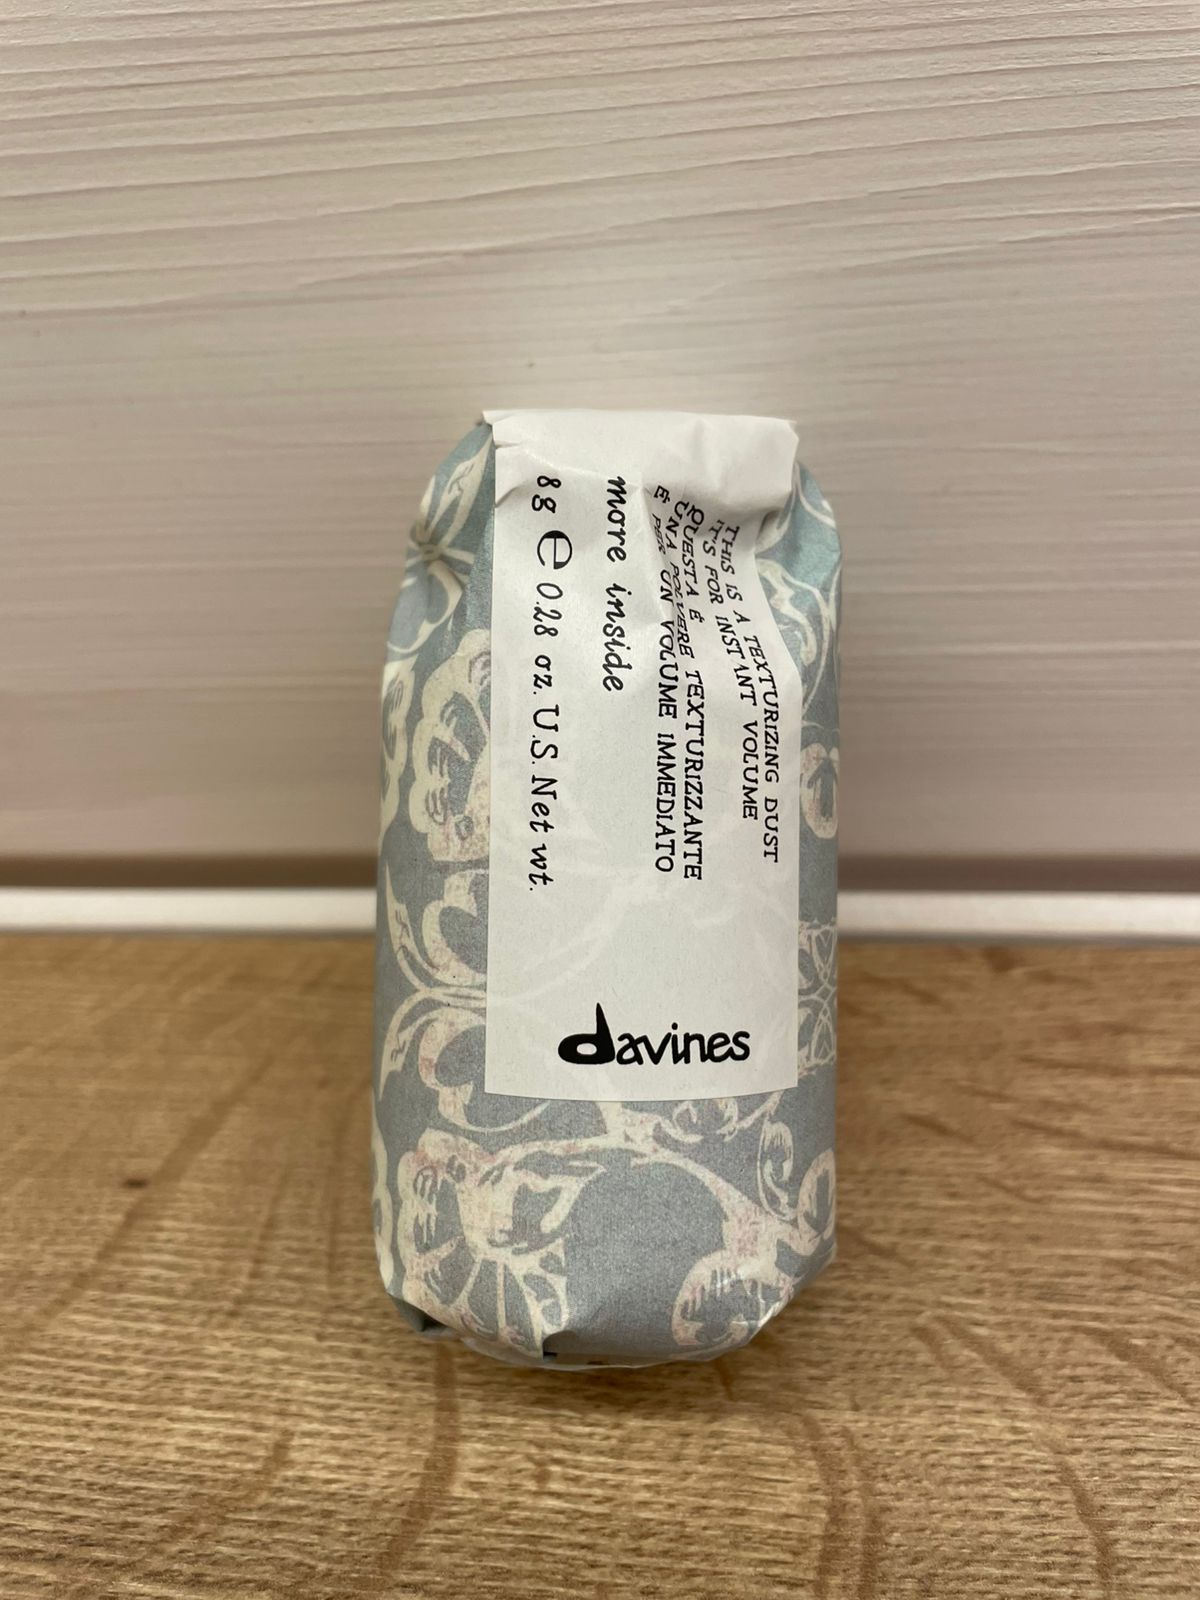 THIS IS A TEXTURIZING DUST
IT'S FOR INSTANT VOLUME
QUESTA É
UNA POLVERE TEXTURIZZANTE
É PER UN VOLUME IMMEDIATO
more inside
8 g ℮ 0.28 oz. U.S. Net wt.
davines